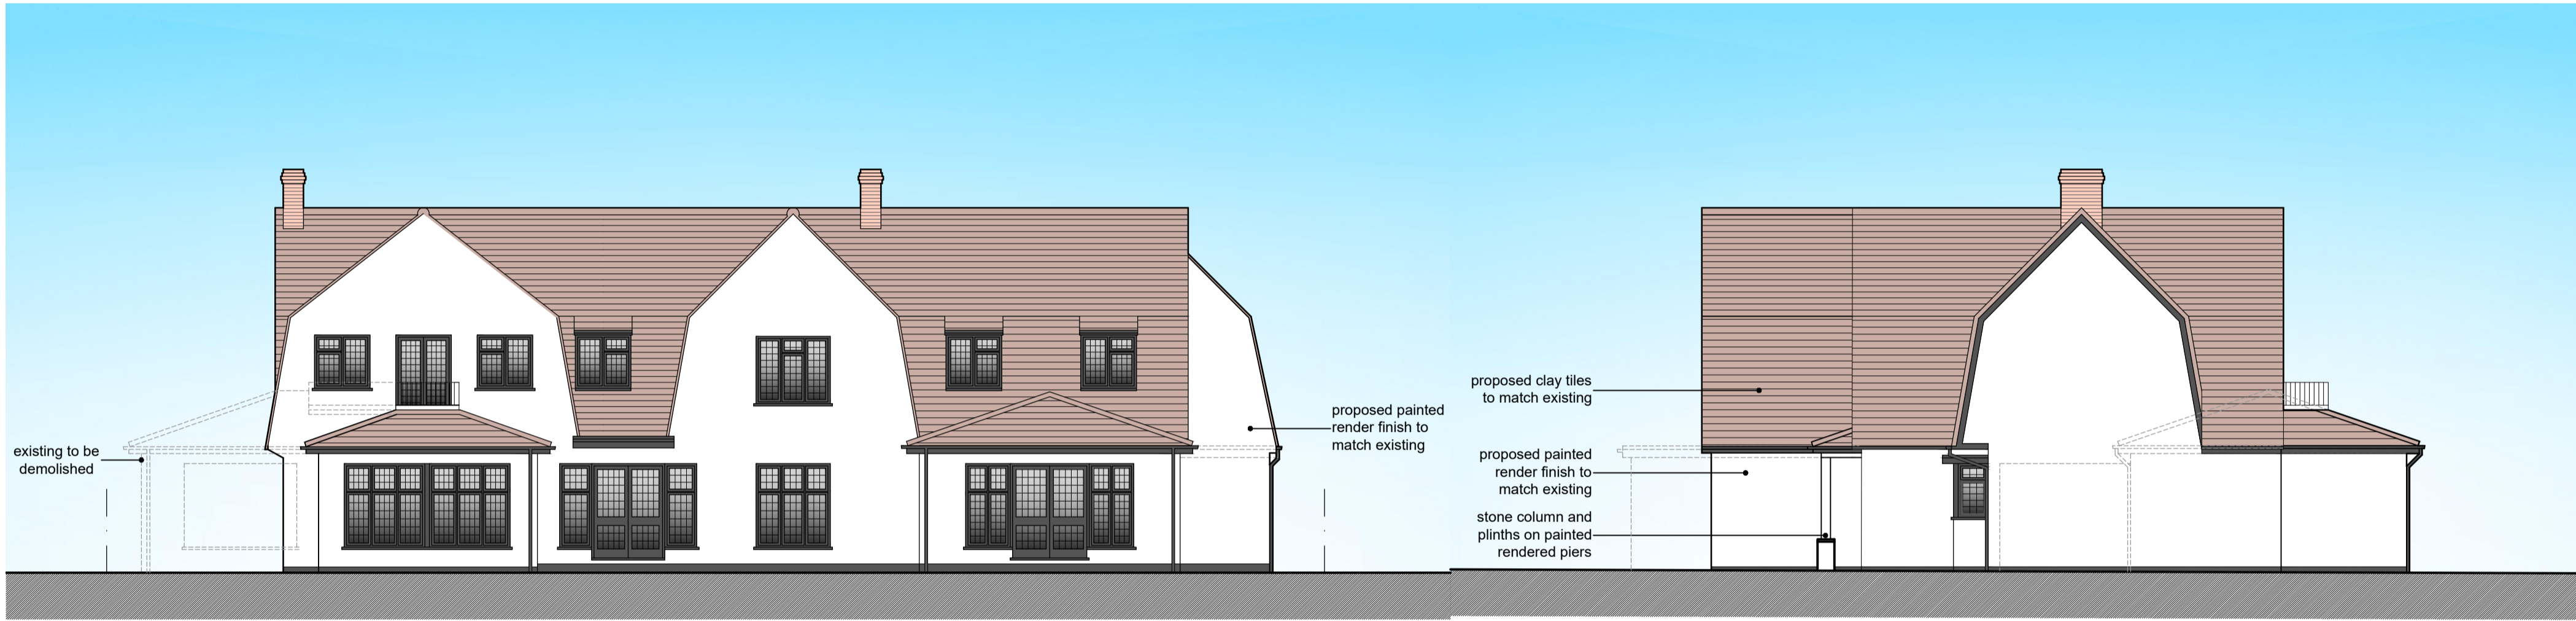 existing to be
demolished
proposed painted
render finish to
match existing
proposed clay tiles
to match existing
proposed painted
render finish to
match existing
stone column and
plinths on painted
rendered piers